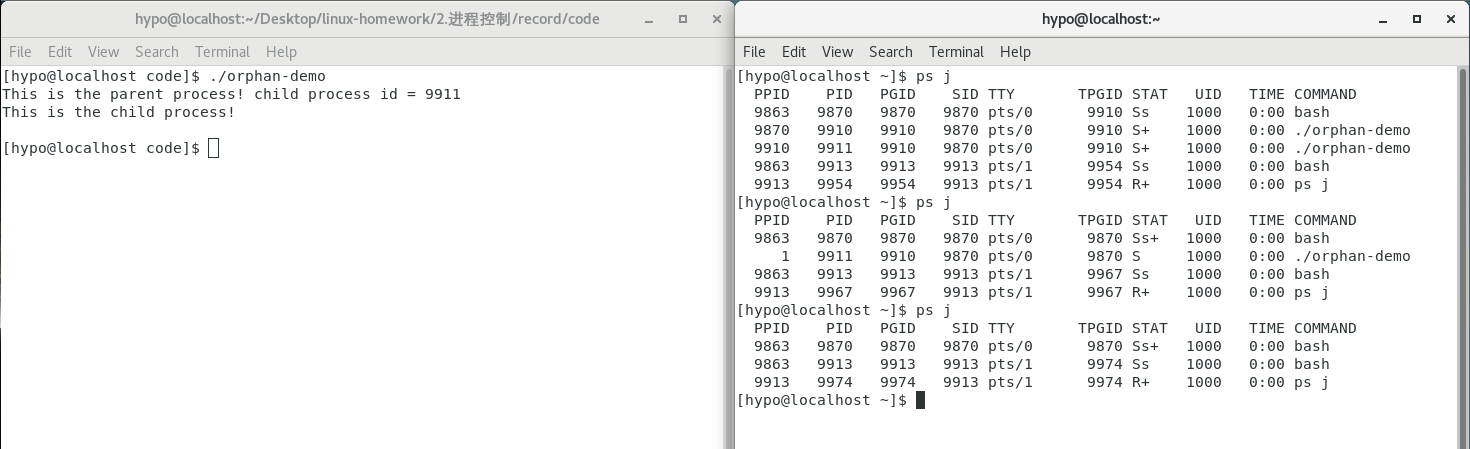 hypo@localhost:~/Desktop/linux-homework/2.进程控制/record/code
File Edit View Search Terminal Help
[hypo@localhost code]$ ./orphan-demo
This is the parent process! child process id = 9911
This is the child process!
[hypo@localhost code]$
hypo@localhost:~
File Edit View Search Terminal Help
[hypo@localhost ~]$ ps j
PPID PID PGID SID TTY TPGID STAT UID TIME COMMAND
9863 9870 9870 9870 pts/0 9910 Ss 1000 0:00 bash
9870 9910 9910 9870 pts/0 9910 S+ 1000 0:00 ./orphan-demo
9910 9911 9910 9870 pts/0 9910 S+ 1000 0:00 ./orphan-demo
9863 9913 9913 9913 pts/1 9954 Ss 1000 0:00 bash
9913 9954 9954 9913 pts/1 9954 R+ 1000 0:00 ps j
[hypo@localhost ~]$ ps j
PPID PID PGID SID TTY TPGID STAT UID TIME COMMAND
9863 9870 9870 9870 pts/0 9870 Ss+ 1000 0:00 bash
1 9911 9910 9870 pts/0 9870 S 1000 0:00 ./orphan-demo
9863 9913 9913 9913 pts/1 9967 Ss 1000 0:00 bash
9913 9967 9967 9913 pts/1 9967 R+ 1000 0:00 ps j
[hypo@localhost ~]$ ps j
PPID PID PGID SID TTY TPGID STAT UID TIME COMMAND
9863 9870 9870 9870 pts/0 9870 Ss+ 1000 0:00 bash
9863 9913 9913 9913 pts/1 9974 Ss 1000 0:00 bash
9913 9974 9974 9913 pts/1 9974 R+ 1000 0:00 ps j
[hypo@localhost ~]$